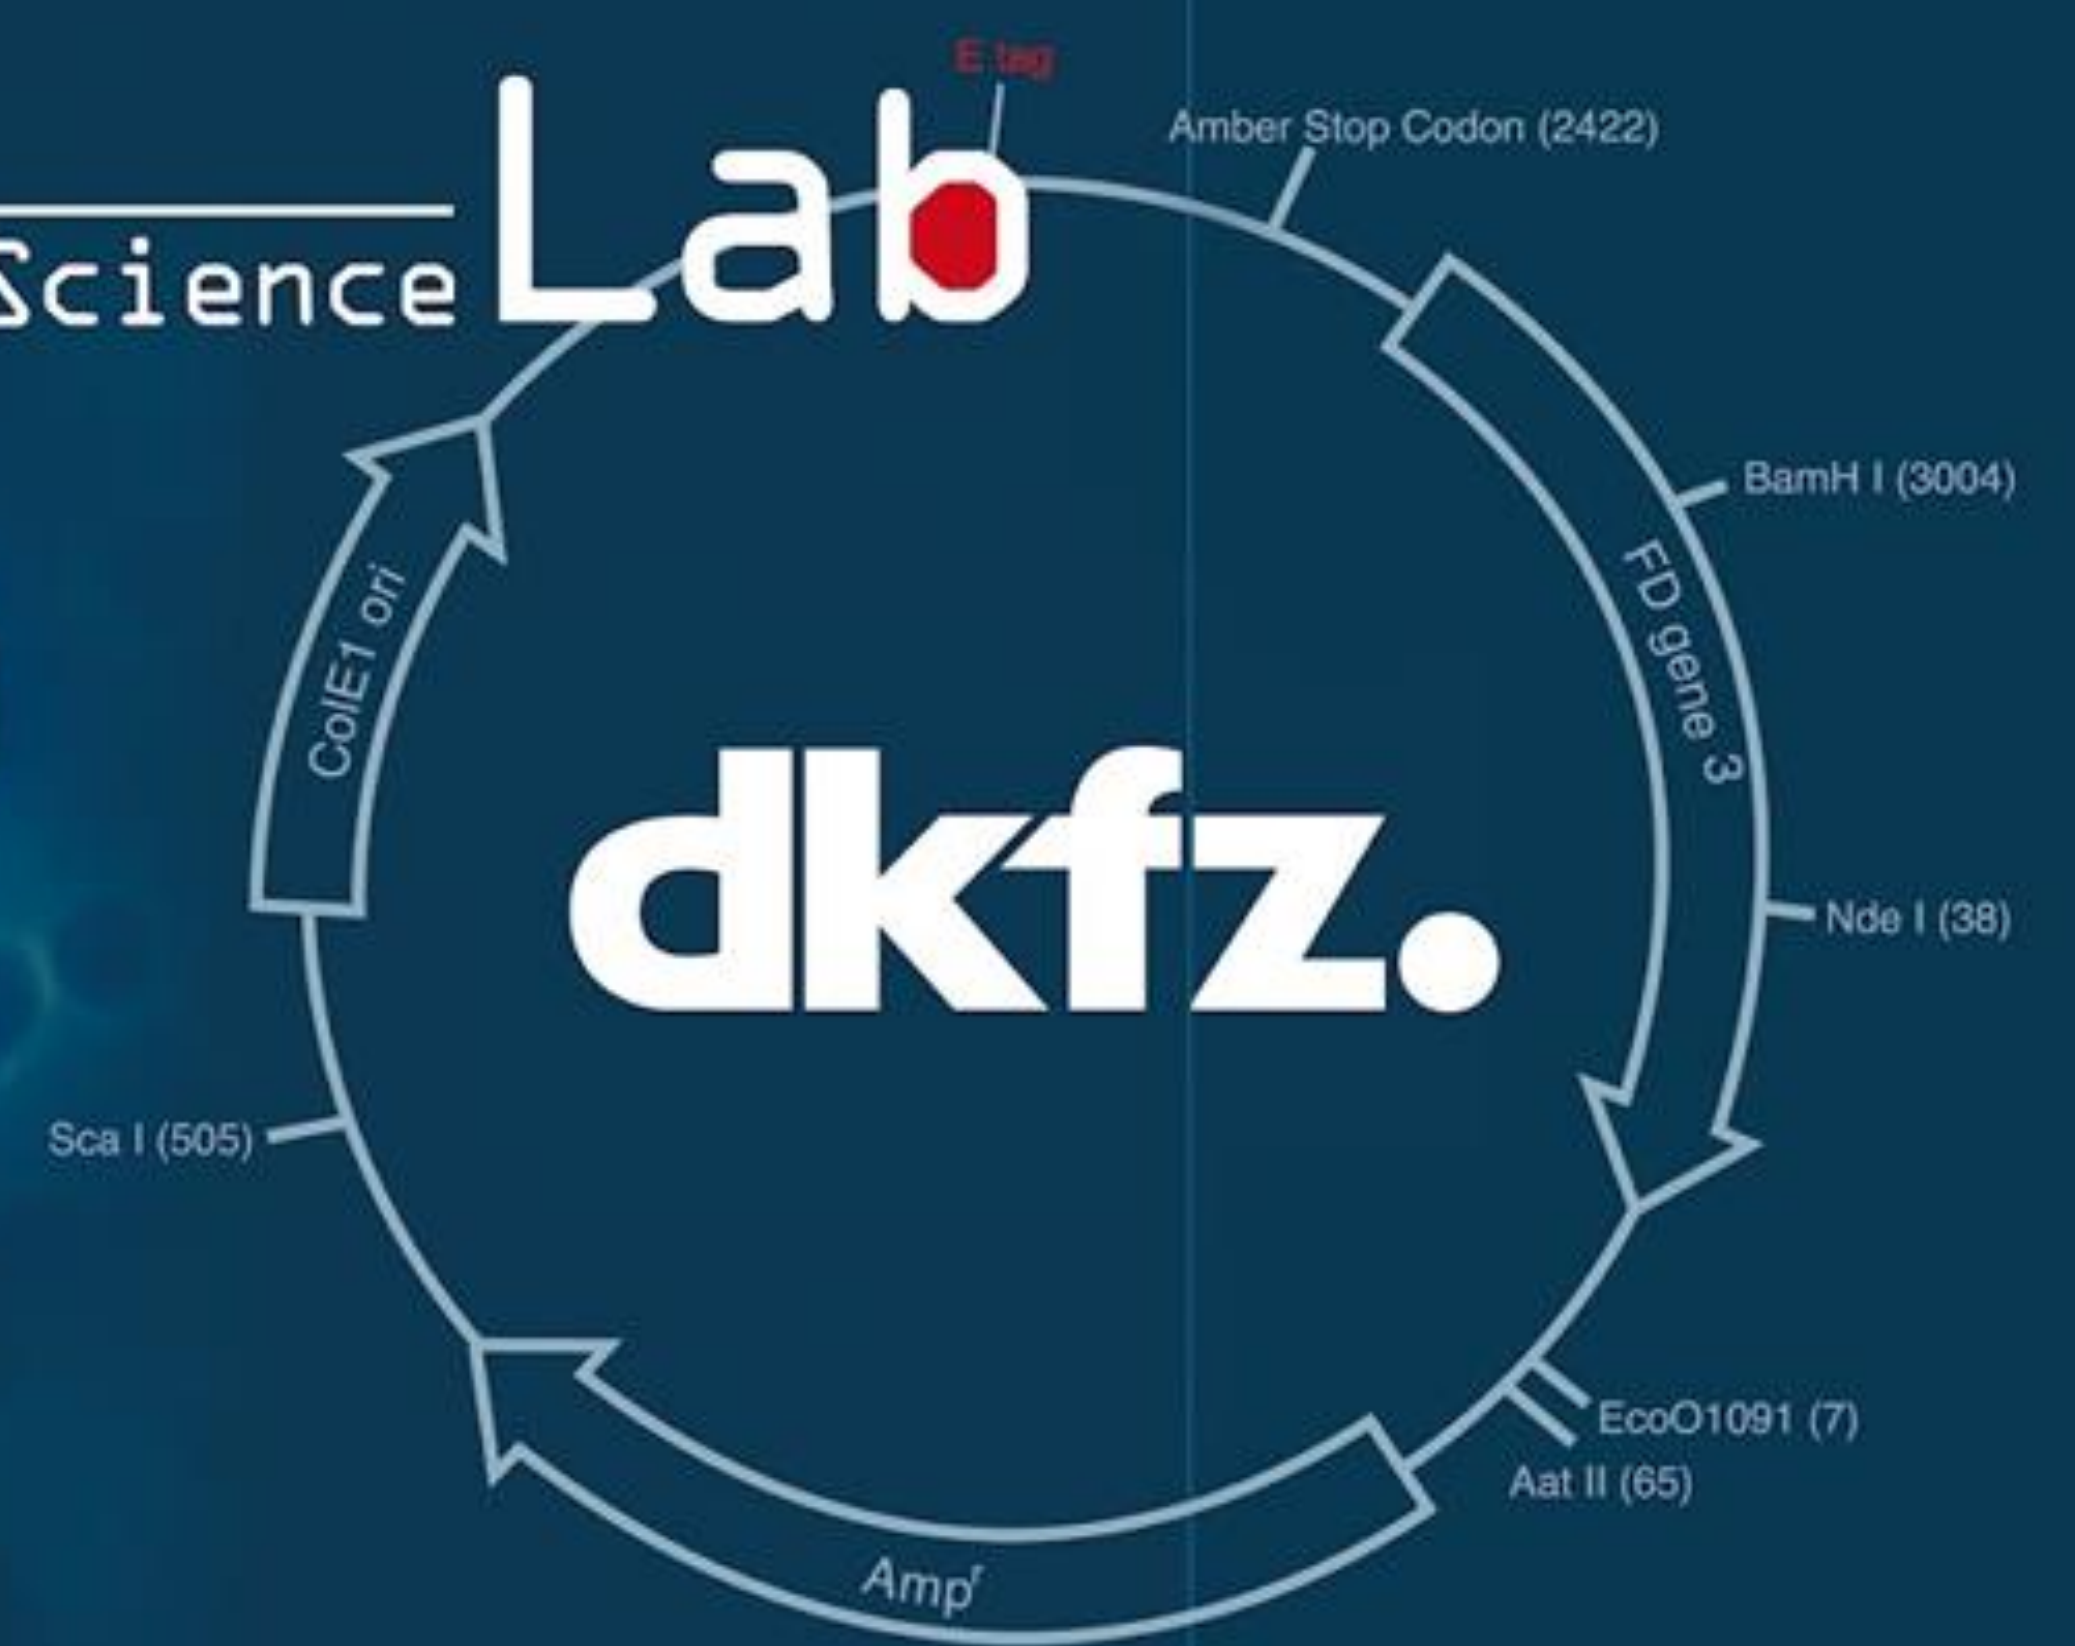 E tag
Amber Stop Codon (2422)
Science Lab
BamH I (3004)
FD gene 3
ColE1 ori
dkfz.
Nde I (38)
Sca I (505)
EcoO1091 (7)
Aat II (65)
Ampʳ